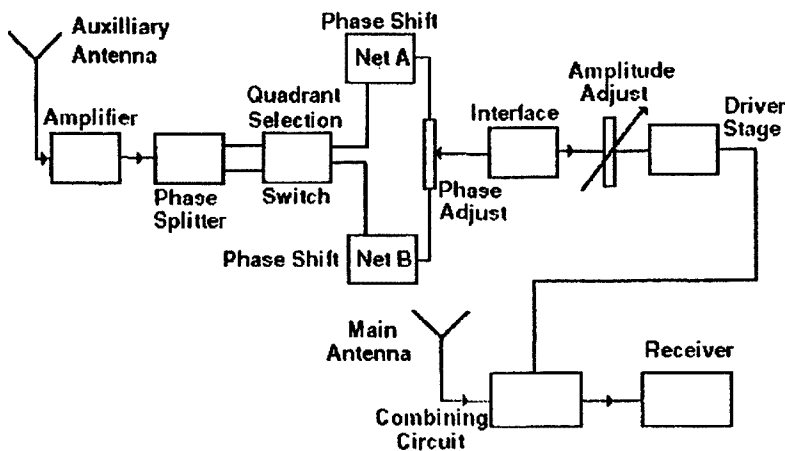 Auxilliary
Antenna
Amplifier
Phase
Splitter
Quadrant
Selection
Switch
Phase Shift
Net A
Phase Shift
Net B
Phase
Adjust
Interface
Amplitude
Adjust
Driver
Stage
Main
Antenna
Combining
Circuit
Receiver